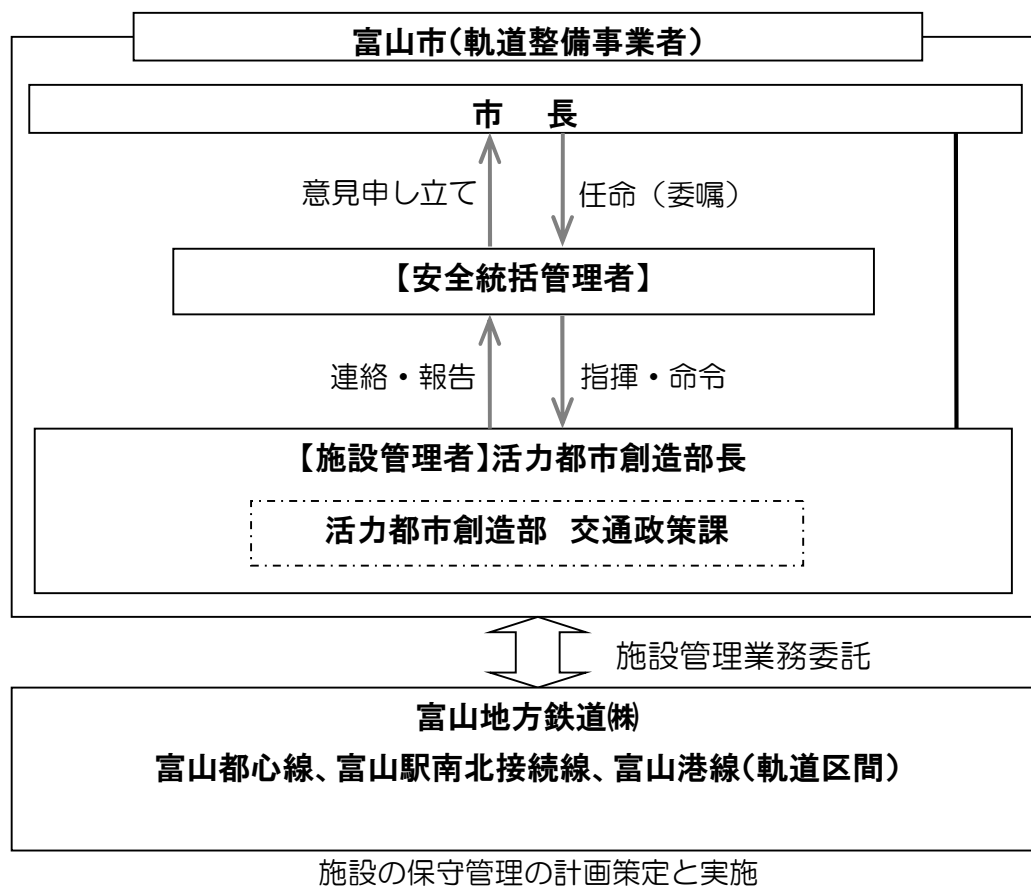 富山市（軌道整備事業者）
市　長
意見申し立て
任命（委嘱）
【安全統括管理者】
連絡・報告
指揮・命令
【施設管理者】活力都市創造部長
活力都市創造部　交通政策課
施設管理業務委託
富山地方鉄道㈱
富山都心線、富山駅南北接続線、富山港線（軌道区間）
施設の保守管理の計画策定と実施